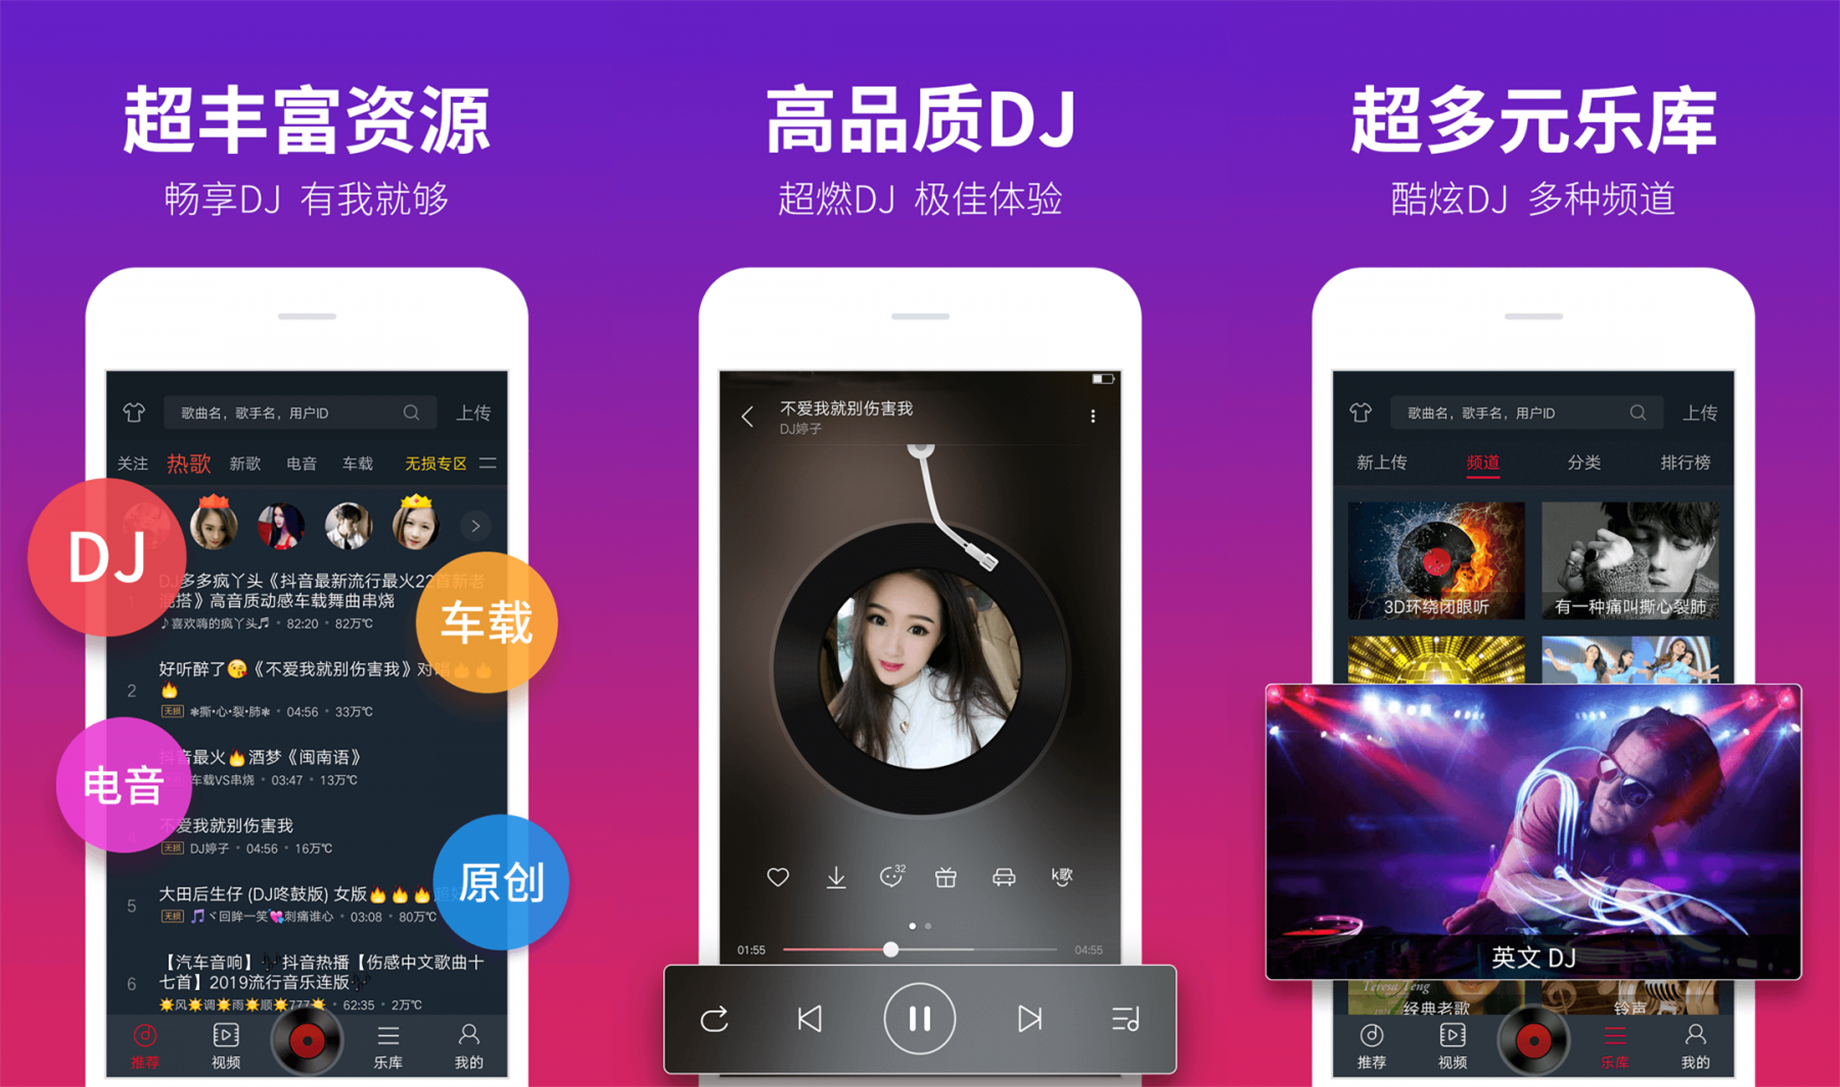 超丰富资源
畅享DJ 有我就够
歌曲名，歌手名，用户ID
上传
关注 热歌 新歌 电音 车载 无损专区
DJ
DJ多多疯丫头《抖音最新流行最火22首新老
混搭》高音质动感车载舞曲串烧
1
♪喜欢嗨的疯丫头🎵 • 82:20 • 82万℃
车载
好听醉了😘《不爱我就别伤害我》对唱🔥🔥
🔥
2
无损 ❃撕•心•裂•肺❃ • 04:56 • 33万℃
电音
抖音最火🔥酒梦《闽南语》
车载VS串烧 • 03:47 • 13万℃
不爱我就别伤害我
4
无损 DJ婷子 • 04:56 • 16万℃
原创
大田后生仔 (DJ咚鼓版) 女版🔥🔥🔥超好
5
无损 🎵ヾ回眸一笑💘刺痛谁心 • 03:08 • 80万℃
【汽车音响】🎶抖音热播【伤感中文歌曲十
七首】2019流行音乐连版🎶
6
☀风☀调☀雨☀顺☀777☀ • 62:35 • 2万℃
推荐 视频 乐库 我的
高品质DJ
超燃DJ 极佳体验
不爱我就别伤害我
DJ婷子
32
k歌
01:55
04:55
超多元乐库
酷炫DJ 多种频道
歌曲名，歌手名，用户ID
上传
新上传 频道 分类 排行榜
3D环绕闭眼听
有一种痛叫撕心裂肺
英文 DJ
Teresa Teng
经典老歌
铃声
推荐 视频 乐库 我的